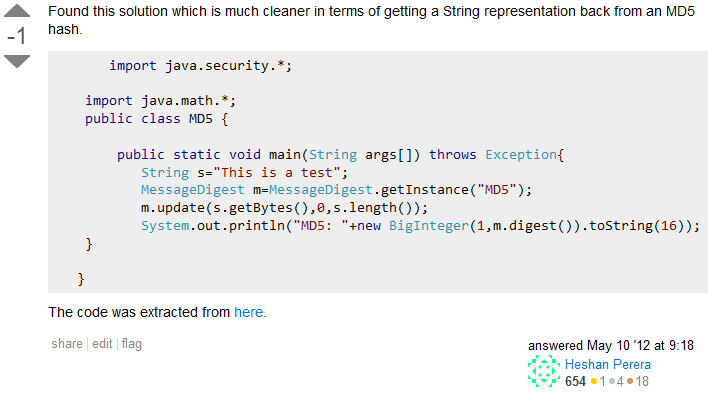 Found this solution which is much cleaner in terms of getting a String representation back from an MD5
hash.
-1
import java.security.*;
import java.math.*;
public class MD5 {
public static void main(String args[]) throws Exception{
String s="This is a test";
MessageDigest m=MessageDigest.getInstance("MD5");
m.update(s.getBytes(),0,s.length());
System.out.println("MD5: "+new BigInteger(1,m.digest()).toString(16));
}
}
The code was extracted from here.
share | edit | flag
answered May 10 '12 at 9:18
Heshan Perera
654 ●1 ●4 ●18